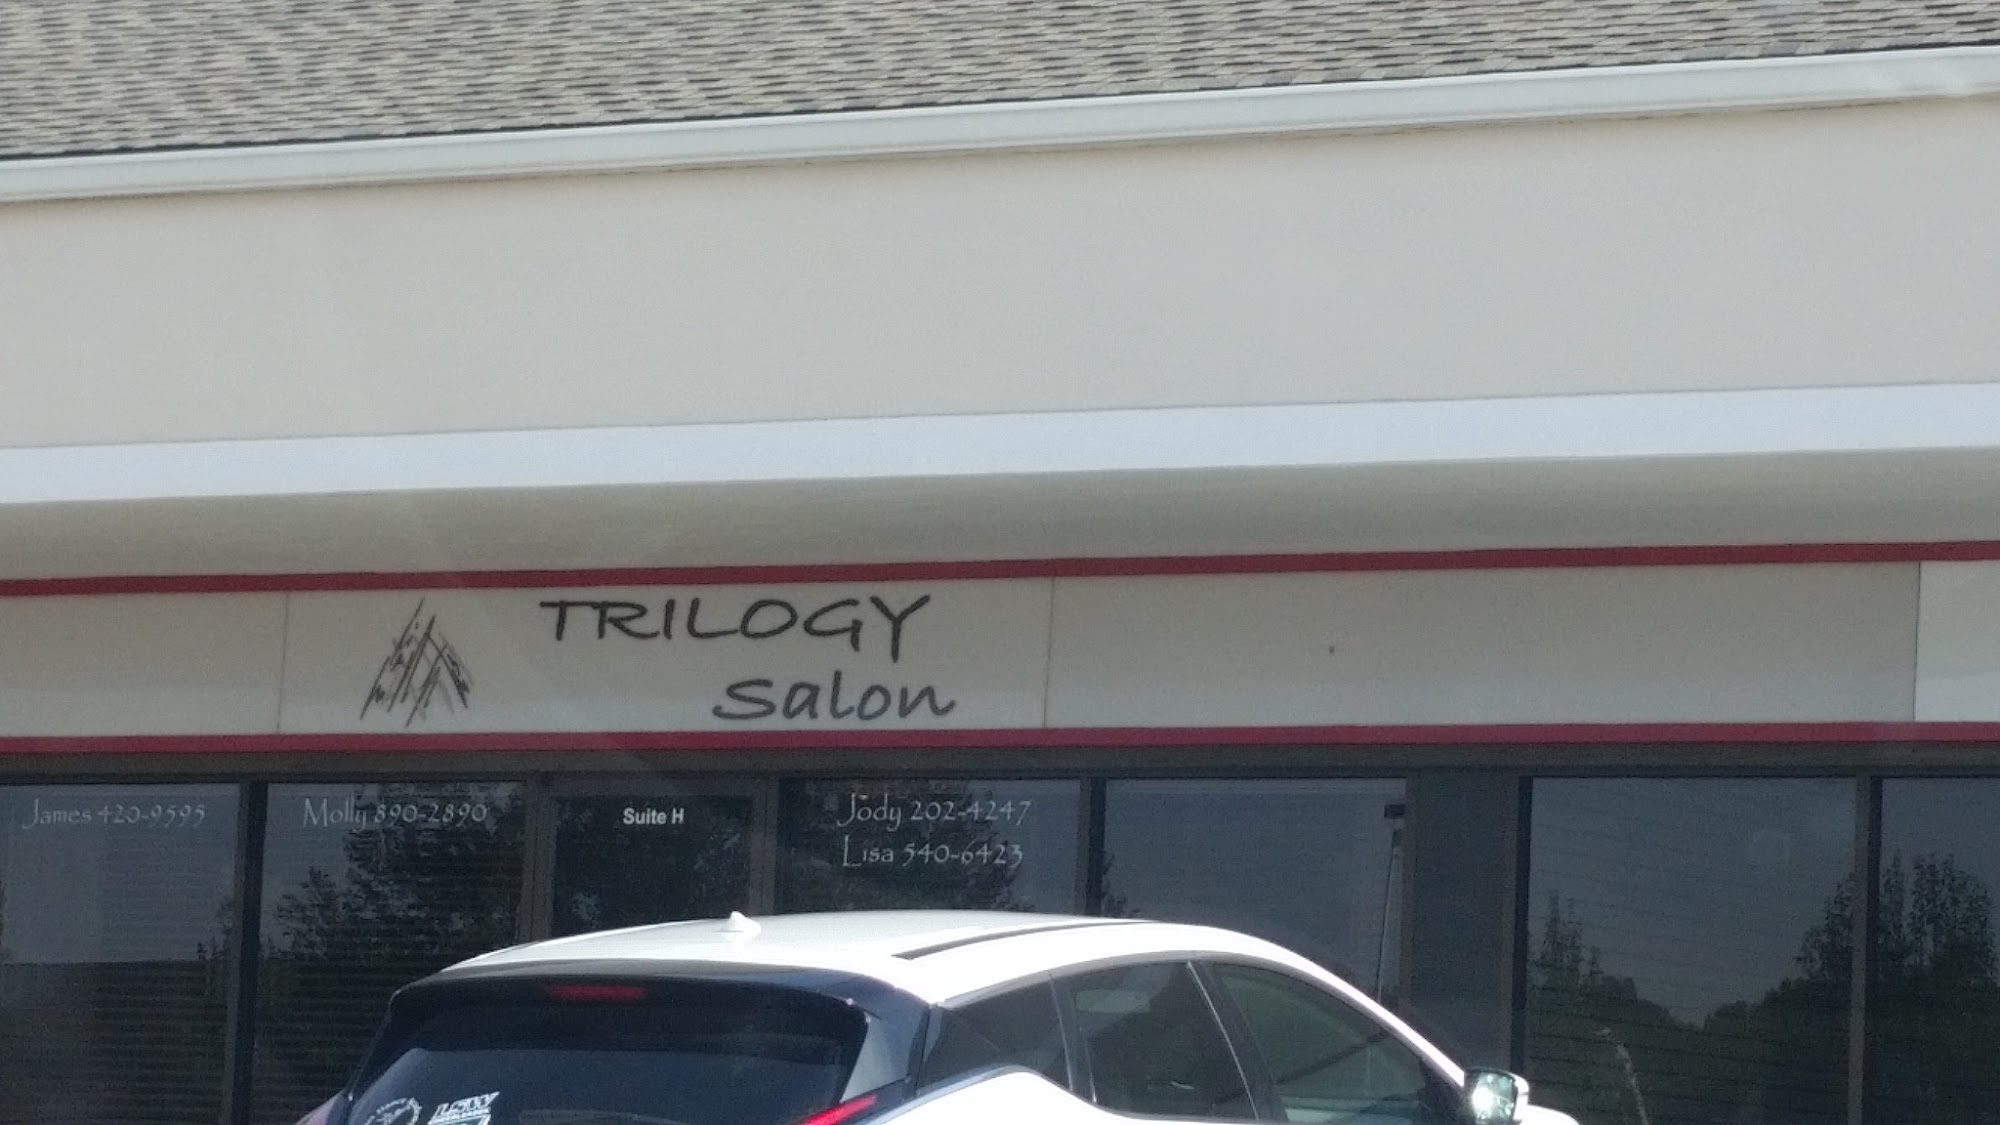 TRILOGY
salon
James 420-9595
Molly 890-2890
Suite H
Jody 202-4247
Lisa 540-6423